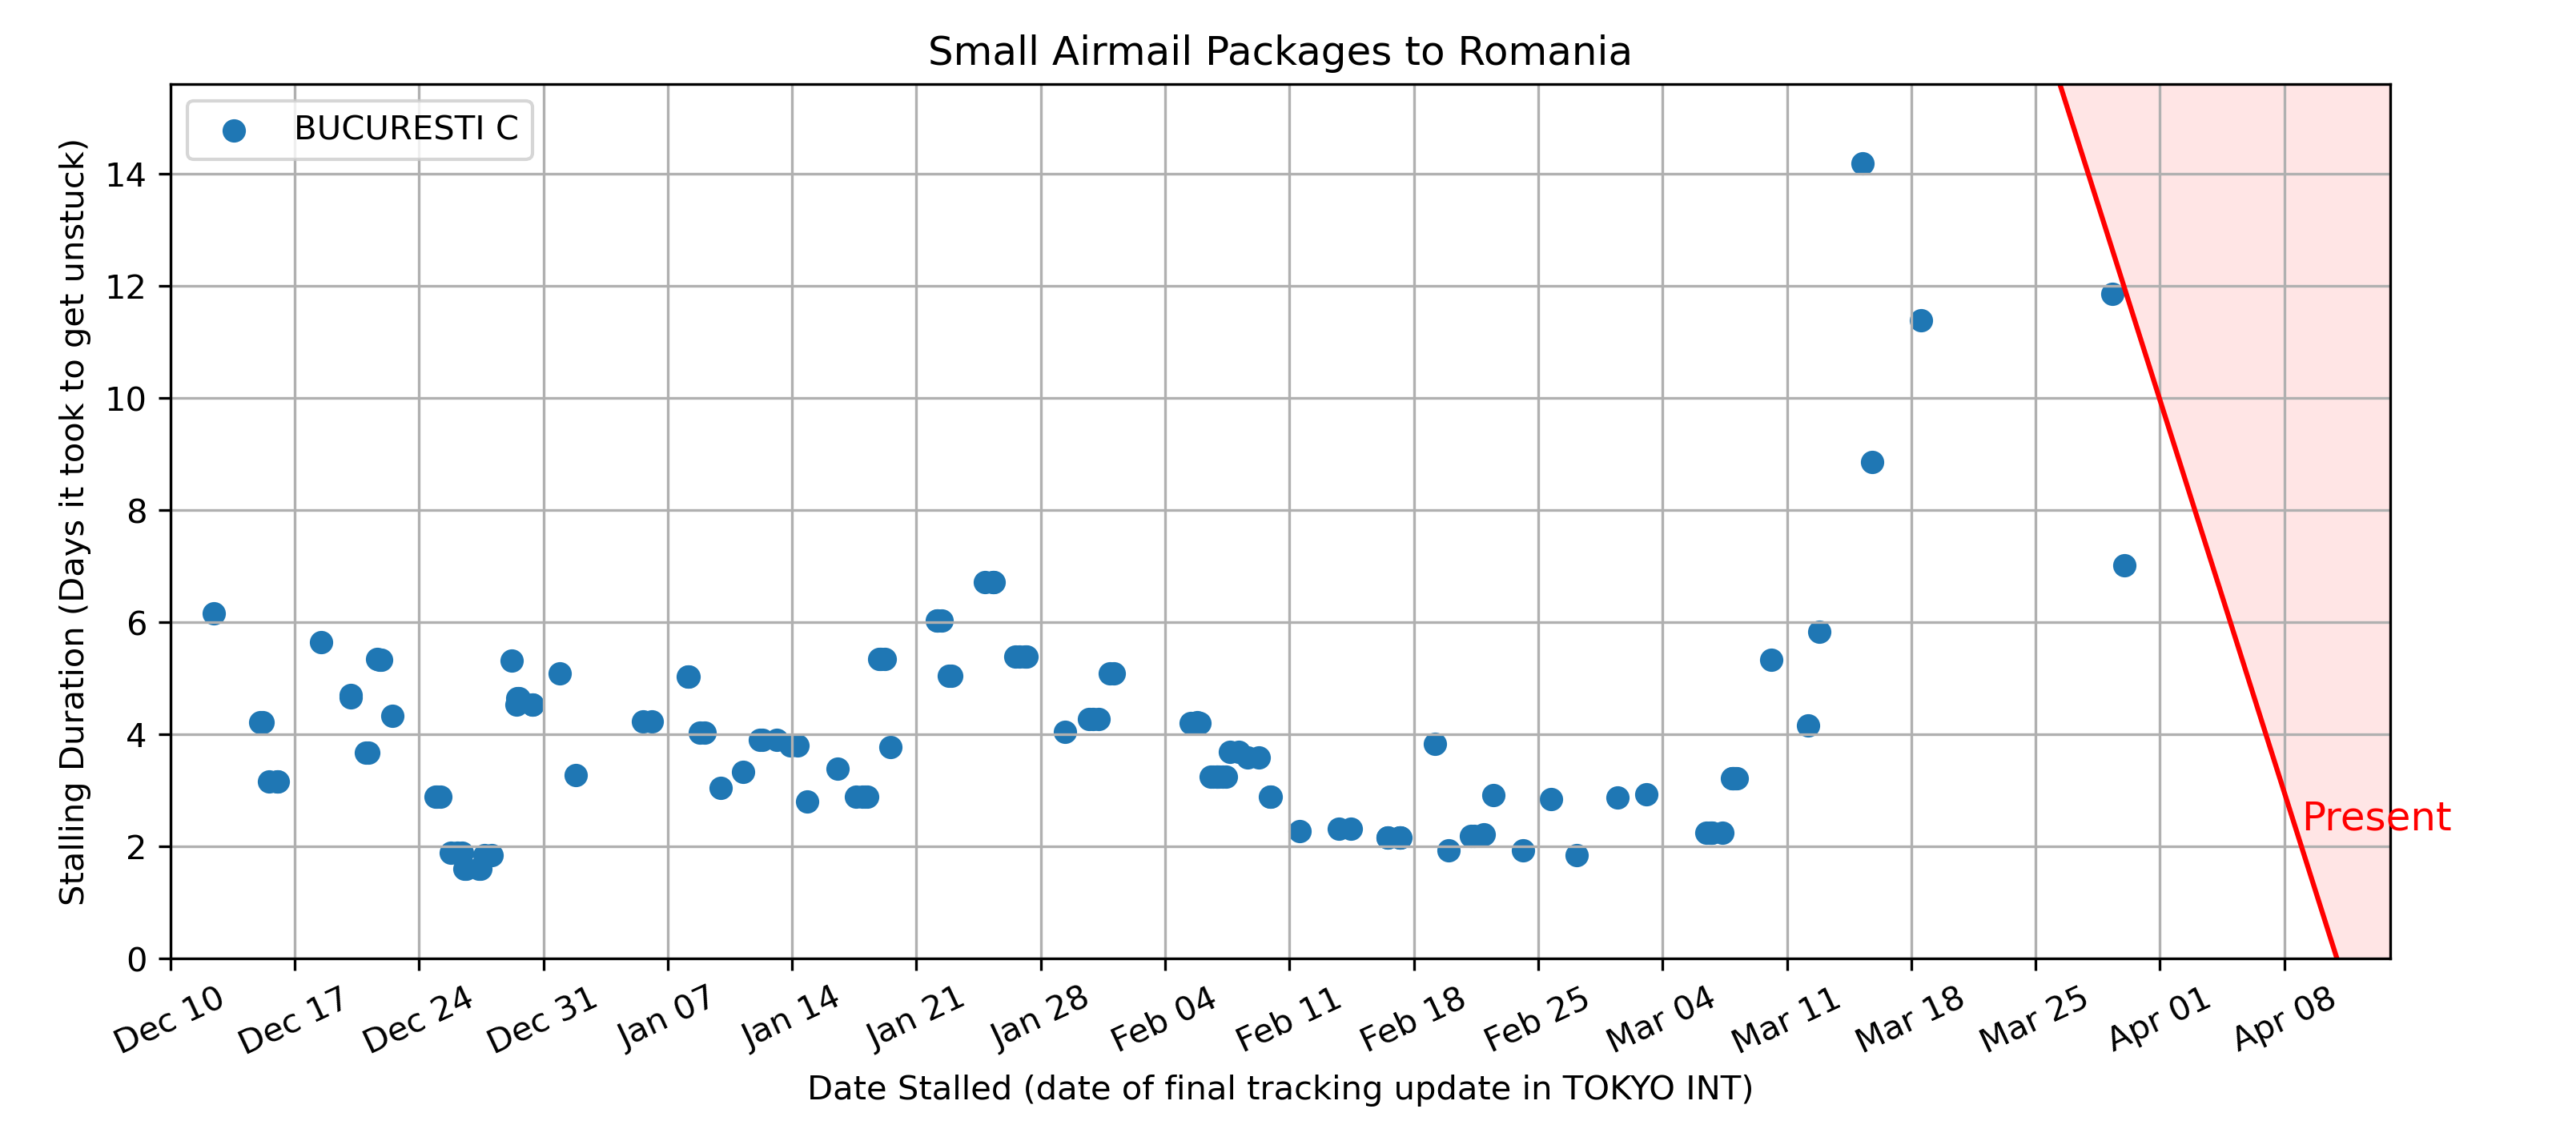 Small Airmail Packages to Romania
BUCURESTI C
Stalling Duration (Days it took to get unstuck)
14
12
10
8
6
4
2
0
Present
Dec 10 Dec 17 Dec 24 Dec 31 Jan 07 Jan 14 Jan 21 Jan 28 Feb 04 Feb 11 Feb 18 Feb 25 Mar 04 Mar 11 Mar 18 Mar 25 Apr 01 Apr 08
Date Stalled (date of final tracking update in TOKYO INT)